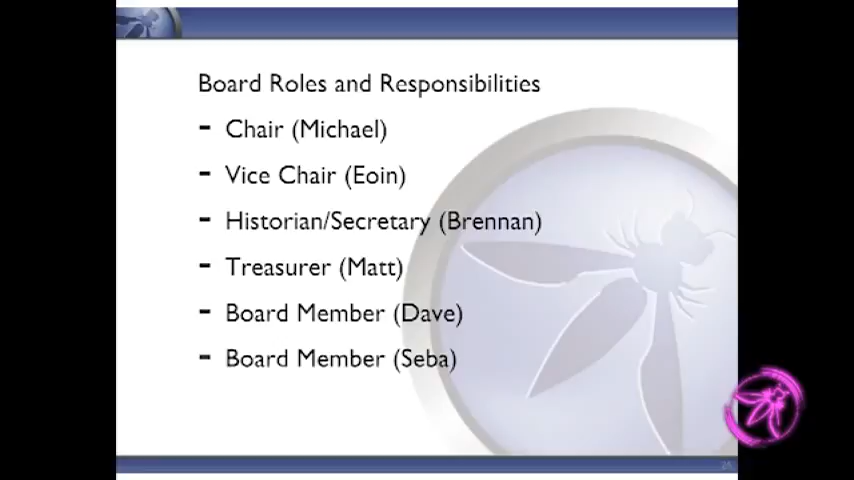 Board Roles and Responsibilities
- Chair (Michael)
- Vice Chair (Eoin)
- Historian/Secretary (Brennan)
- Treasurer (Matt)
- Board Member (Dave)
- Board Member (Seba)